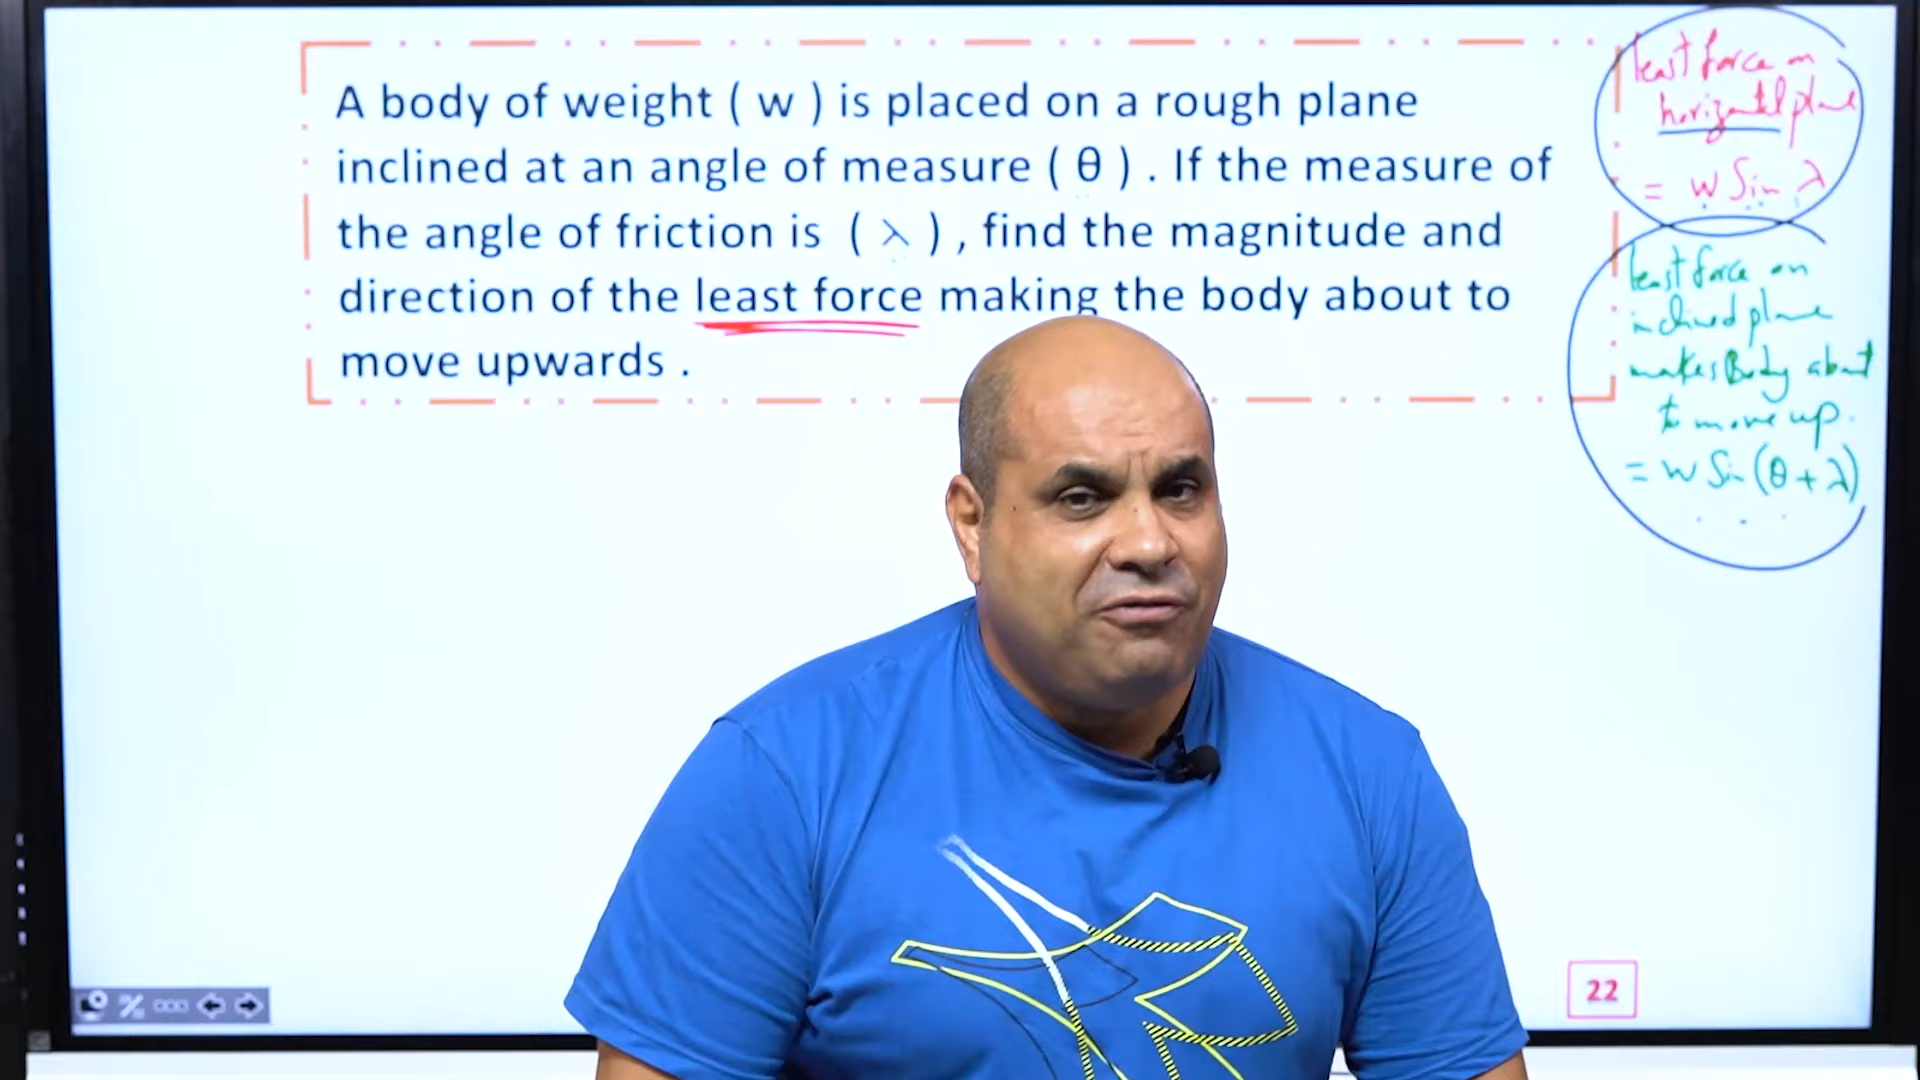 A body of weight ( w ) is placed on a rough plane
inclined at an angle of measure ( θ ) . If the measure of
the angle of friction is ( λ ) , find the magnitude and
direction of the least force making the body about to
move upwards .
least force on
horizontal plane
= w Sin λ
least force on
inclined plane
makes Body about
to move up.
= w Sin (θ + λ)
22